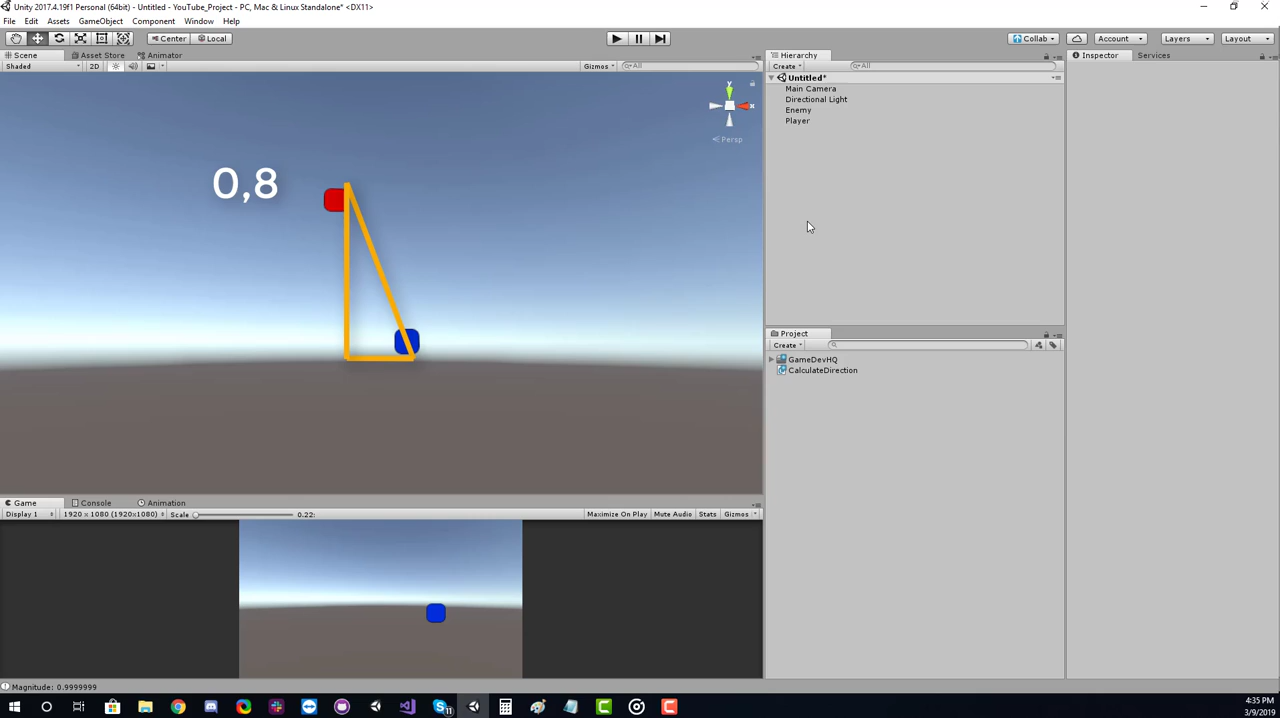 Unity 2017.4.19f1 Personal (64bit) - Untitled - YouTube_Project - PC, Mac & Linux Standalone* <DX11>
File Edit Assets GameObject Component Window Help
Center Local Collab Account Layers Layout
Scene Asset Store Animator Hierarchy Inspector Services
Shaded 2D Gizmos All Create All
Untitled*
Main Camera
Directional Light
Enemy
Player
y
x
Persp
0,8
Project
Create
GameDevHQ
CalculateDirection
Game Console Animation
Display 1 1920 x 1080 (1920x1080) Scale 0.22: Maximize On Play Mute Audio Stats Gizmos
Magnitude: 0.9999999
11
4:35 PM
3/9/2019